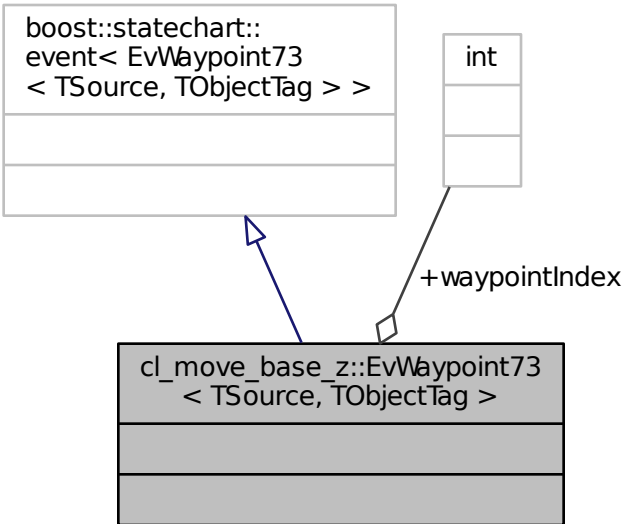 boost::statechart::
event< EvWaypoint73
< TSource, TObjectTag > >
int
+waypointIndex
cl_move_base_z::EvWaypoint73
< TSource, TObjectTag >